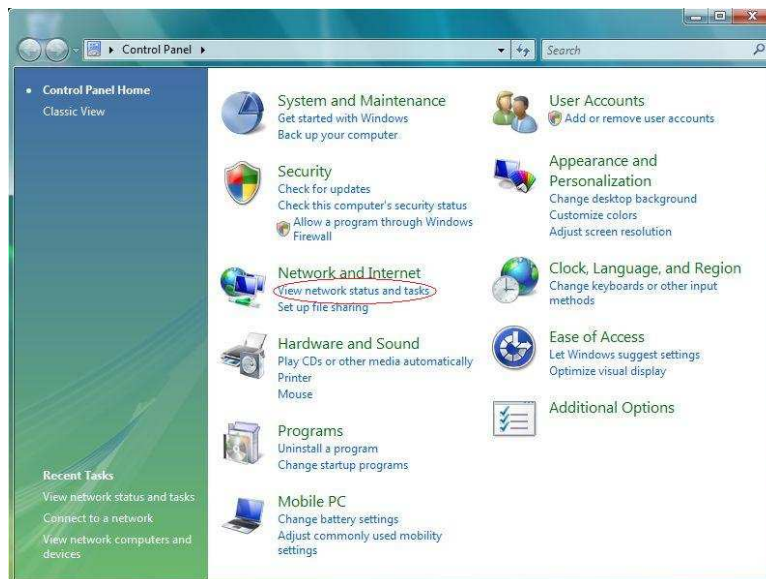 Control Panel
Search
Control Panel Home
Classic View
Recent Tasks
View network status and tasks
Connect to a network
View network computers and
devices
System and Maintenance
Get started with Windows
Back up your computer
Security
Check for updates
Check this computer's security status
Allow a program through Windows
Firewall
Network and Internet
View network status and tasks
Set up file sharing
Hardware and Sound
Play CDs or other media automatically
Printer
Mouse
Programs
Uninstall a program
Change startup programs
Mobile PC
Change battery settings
Adjust commonly used mobility
settings
User Accounts
Add or remove user accounts
Appearance and
Personalization
Change desktop background
Customize colors
Adjust screen resolution
Clock, Language, and Region
Change keyboards or other input
methods
Ease of Access
Let Windows suggest settings
Optimize visual display
Additional Options